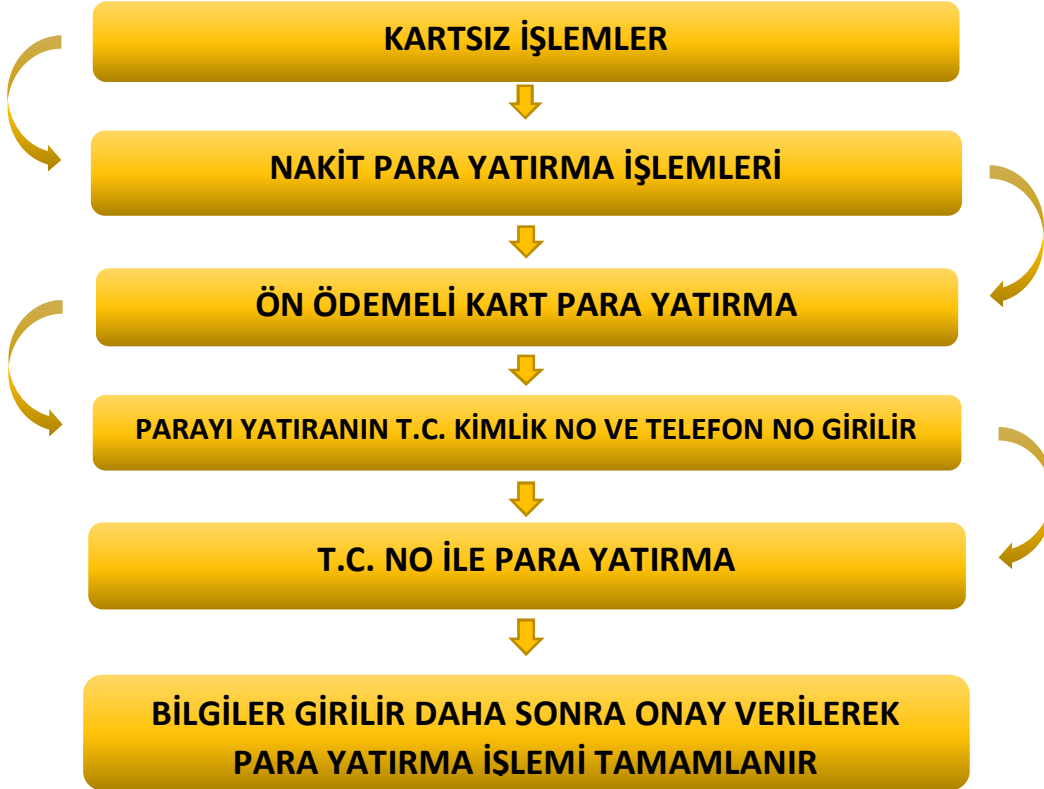 KARTSIZ İŞLEMLER
NAKİT PARA YATIRMA İŞLEMLERİ
ÖN ÖDEMELİ KART PARA YATIRMA
PARAYI YATIRANIN T.C. KİMLİK NO VE TELEFON NO GİRİLİR
T.C. NO İLE PARA YATIRMA
BİLGİLER GİRİLİR DAHA SONRA ONAY VERİLEREK
PARA YATIRMA İŞLEMİ TAMAMLANIR